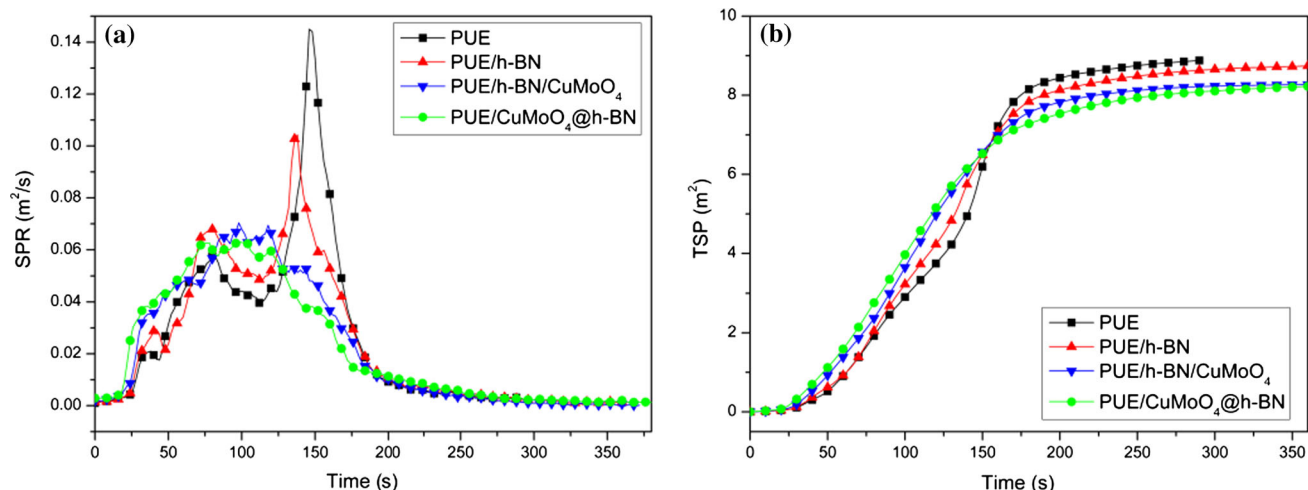 (a)
PUE
PUE/h-BN
PUE/h-BN/CuMoO₄
PUE/CuMoO₄@h-BN
SPR (m²/s)
0.14
0.12
0.10
0.08
0.06
0.04
0.02
0.00
0 50 100 150 200 250 300 350
Time (s)
(b)
PUE
PUE/h-BN
PUE/h-BN/CuMoO₄
PUE/CuMoO₄@h-BN
TSP (m²)
10
8
6
4
2
0
0 50 100 150 200 250 300 350
Time (s)